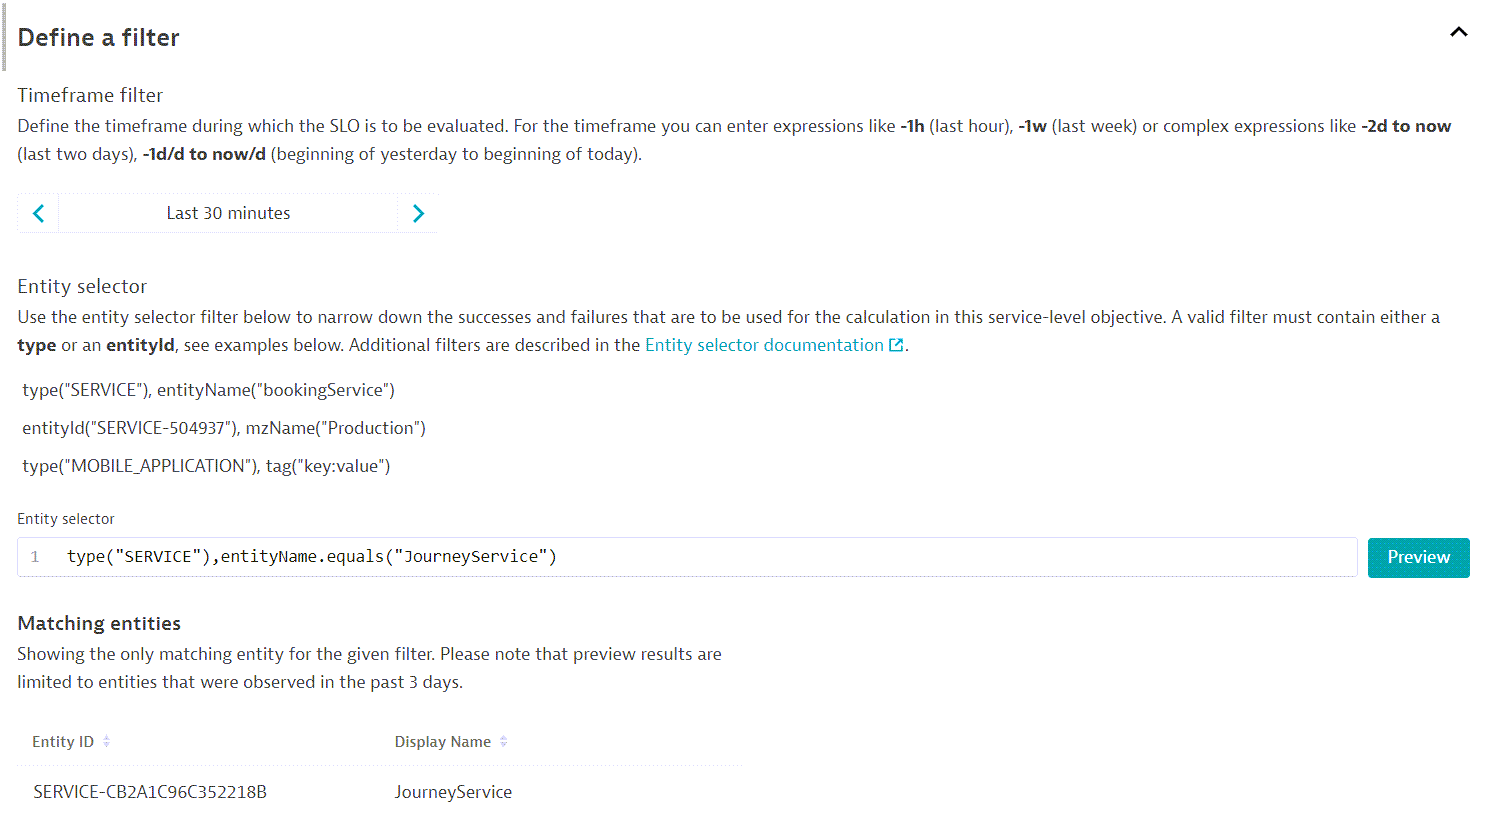 Define a filter
Timeframe filter
Define the timeframe during which the SLO is to be evaluated. For the timeframe you can enter expressions like -1h (last hour), -1w (last week) or complex expressions like -2d to now
(last two days), -1d/d to now/d (beginning of yesterday to beginning of today).
Last 30 minutes
Entity selector
Use the entity selector filter below to narrow down the successes and failures that are to be used for the calculation in this service-level objective. A valid filter must contain either a
type or an entityId, see examples below. Additional filters are described in the Entity selector documentation.
type("SERVICE"), entityName("bookingService")
entityId("SERVICE-504937"), mzName("Production")
type("MOBILE_APPLICATION"), tag("key:value")
Entity selector
1 type("SERVICE"),entityName.equals("JourneyService")
Preview
Matching entities
Showing the only matching entity for the given filter. Please note that preview results are
limited to entities that were observed in the past 3 days.
Entity ID Display Name
SERVICE-CB2A1C96C352218B JourneyService